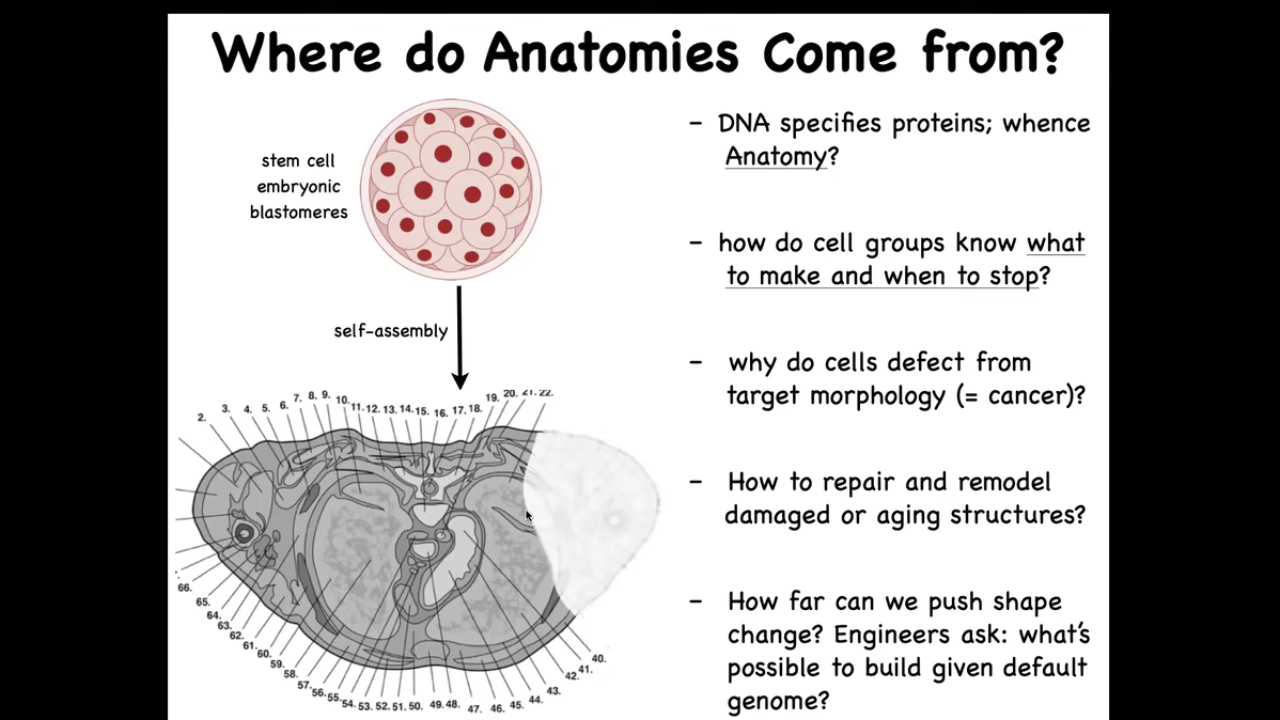 Where do Anatomies Come from?
stem cell
embryonic
blastomeres
self-assembly
- DNA specifies proteins; whence
Anatomy?
- how do cell groups know what
to make and when to stop?
- why do cells defect from
target morphology (= cancer)?
- How to repair and remodel
damaged or aging structures?
- How far can we push shape
change? Engineers ask: what's
possible to build given default
genome?
2. 3. 4. 5. 6. 7. 8. 9. 10. 11. 12. 13. 14. 15. 16. 17. 18. 19. 20. 21. 22.
66.
65.
64.
63.
62.
61.
60.
59.
58.
57. 56. 55. 54. 53. 52. 51. 50. 49. 48. 47. 46. 45. 44. 43. 42. 41. 40.